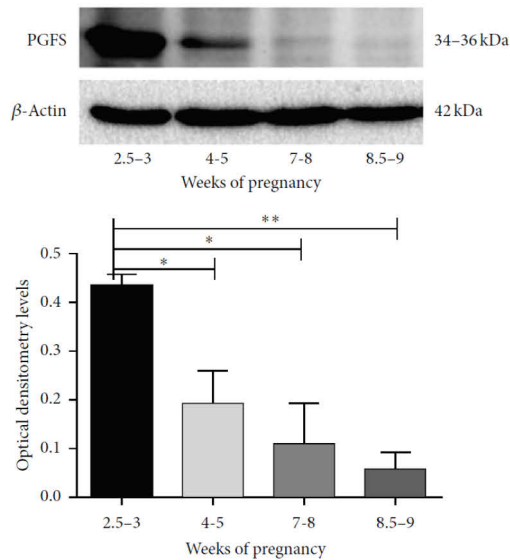 PGFS 34–36 kDa
β-Actin 42 kDa
2.5–3 4-5 7-8 8.5–9
Weeks of pregnancy
**
*
*
0.5
0.4
0.3
0.2
0.1
0.0
Optical densitometry levels
2.5–3 4-5 7-8 8.5–9
Weeks of pregnancy